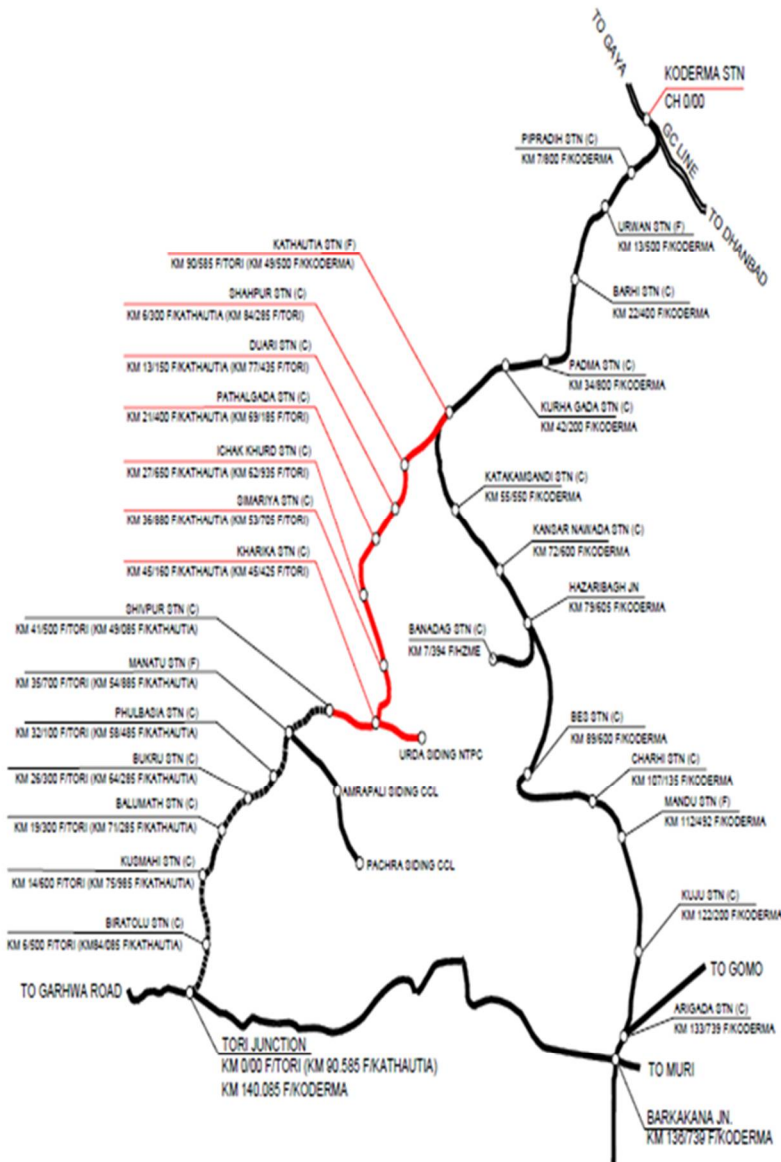 TO GAYA
KODERMA STN
CH 0/00
GC LINE
TO DHANBAD
PIPRADIH STN (C)
KM 7/800 F/KODERMA
URWAN STN (F)
KM 13/500 F/KODERMA
BARHI STN (C)
KM 22/400 F/KODERMA
PADMA STN (C)
KM 34/800 F/KODERMA
KURHA GADA STN (C)
KM 42/200 F/KODERMA
KATHAUTIA STN (F)
KM 90/585 F/TORI (KM 49/500 F/KKODERMA)
SHAHPUR STN (C)
KM 6/300 F/KATHAUTIA (KM 84/285 F/TORI)
DUARI STN (C)
KM 13/150 F/KATHAUTIA (KM 77/435 F/TORI)
PATHALGADA STN (C)
KM 21/400 F/KATHAUTIA (KM 69/185 F/TORI)
ICHAK KHURD STN (C)
KM 27/650 F/KATHAUTIA (KM 62/935 F/TORI)
SIMARIYA STN (C)
KM 36/880 F/KATHAUTIA (KM 53/705 F/TORI)
KHARIKA STN (C)
KM 45/160 F/KATHAUTIA (KM 45/425 F/TORI)
SHIVPUR STN (C)
KM 41/500 F/TORI (KM 49/085 F/KATHAUTIA)
MANATU STN (F)
KM 35/700 F/TORI (KM 54/885 F/KATHAUTIA)
PHULBASIA STN (C)
KM 32/100 F/TORI (KM 58/485 F/KATHAUTIA)
BUKRU STN (C)
KM 26/300 F/TORI (KM 64/285 F/KATHAUTIA)
BALUMATH STN (C)
KM 19/300 F/TORI (KM 71/285 F/KATHAUTIA)
KUSMAHI STN (C)
KM 14/600 F/TORI (KM 75/985 F/KATHAUTIA)
BIRATOLU STN (C)
KM 6/500 F/TORI (KM84/085 F/KATHAUTIA)
TO GARHWA ROAD
TORI JUNCTION
KM 0/00 F/TORI (KM 90.585 F/KATHAUTIA)
KM 140.085 F/KODERMA
URDA SIDING NTPC
AMRAPALI SIDING CCL
PACHRA SIDING CCL
KATAKAMSANDI STN (C)
KM 55/550 F/KODERMA
KANSAR NAWADA STN (C)
KM 72/600 F/KODERMA
HAZARIBAGH JN
KM 79/605 F/KODERMA
BANADAG STN (C)
KM 7/394 F/HZME
BES STN (C)
KM 89/600 F/KODERMA
CHARHI STN (C)
KM 107/135 F/KODERMA
MANDU STN (F)
KM 112/492 F/KODERMA
KUJU STN (C)
KM 122/200 F/KODERMA
TO GOMO
ARIGADA STN (C)
KM 133/739 F/KODERMA
TO MURI
BARKAKANA JN.
KM 136/739 F/KODERMA